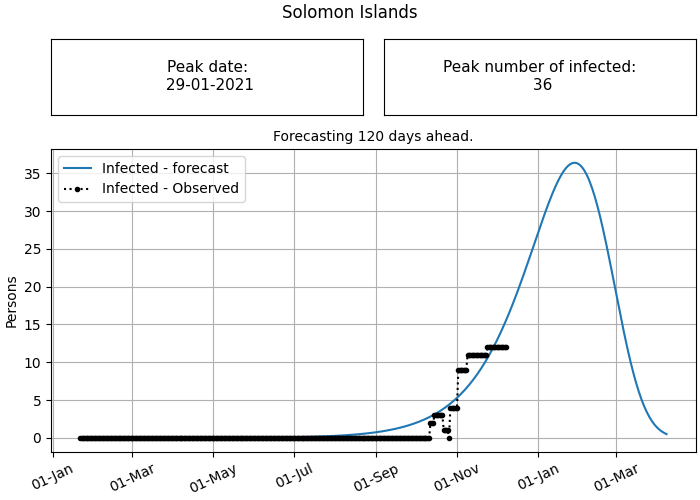 Solomon Islands
Peak date:
29-01-2021
Peak number of infected:
36
Forecasting 120 days ahead.
Infected - forecast
Infected - Observed
Persons
35
30
25
20
15
10
5
0
01-Jan
01-Mar
01-May
01-Jul
01-Sep
01-Nov
01-Jan
01-Mar